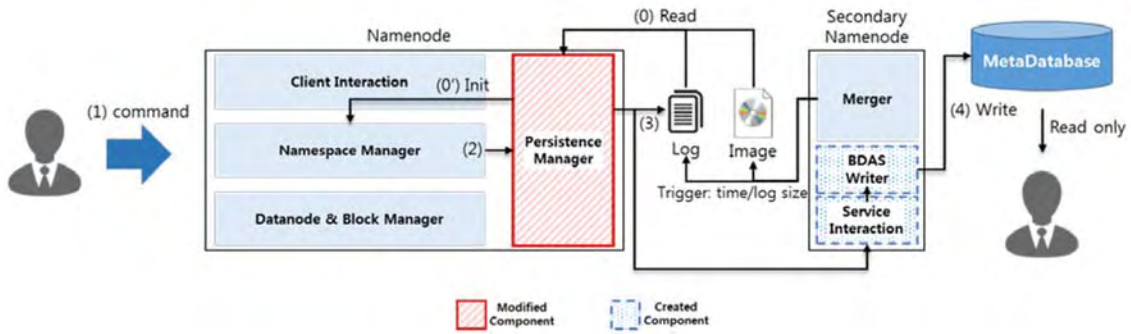 (0) Read
Secondary
Namenode
Namenode
MetaDatabase
Client Interaction
(0') Init
(1) command
Merger
(4) Write
(3)
Read only
Namespace Manager
(2)
Persistence
Manager
Log
Image
BDAS
Writer
Trigger: time/log size
Datanode & Block Manager
Service
Interaction
Modified
Component
Created
Component